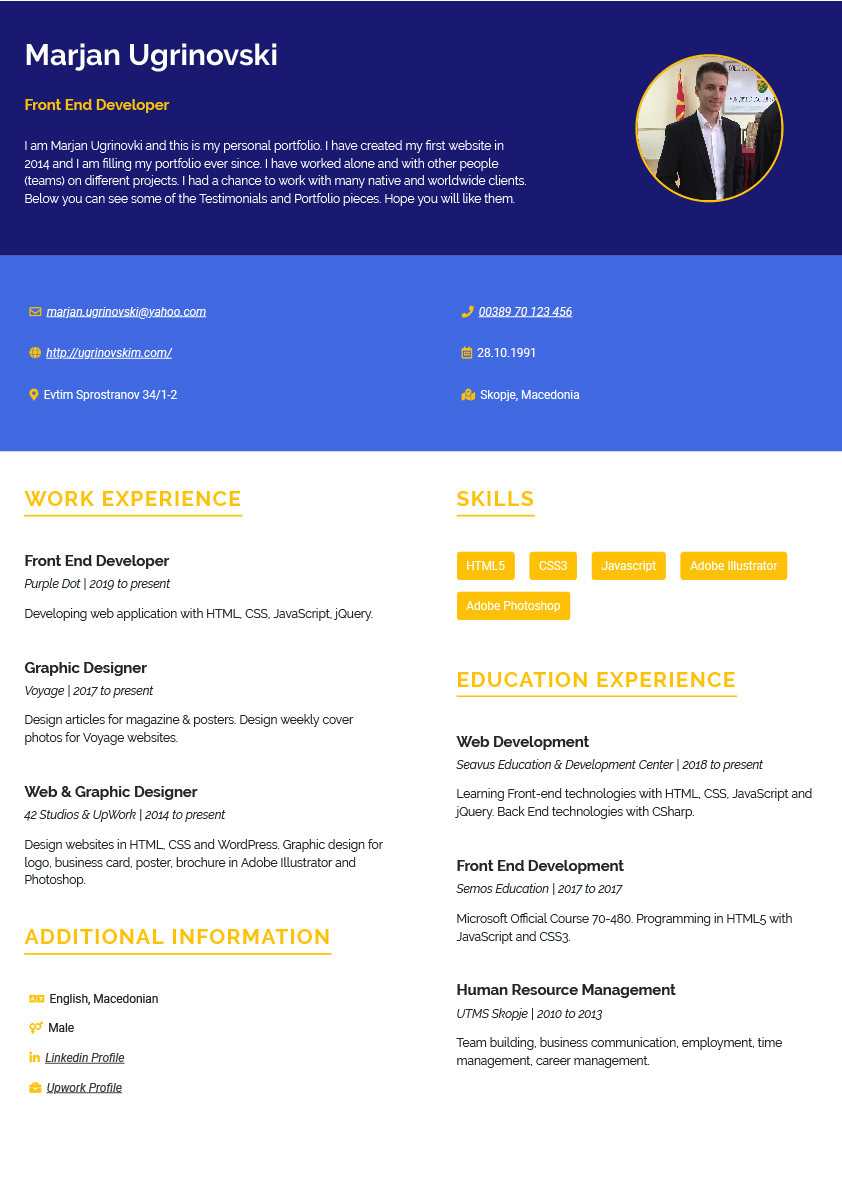 Marjan Ugrinovski
Front End Developer
I am Marjan Ugrinovki and this is my personal portfolio. I have created my first website in
2014 and I am filling my portfolio ever since. I have worked alone and with other people
(teams) on different projects. I had a chance to work with many native and worldwide clients.
Below you can see some of the Testimonials and Portfolio pieces. Hope you will like them.
marjan.ugrinovski@yahoo.com
00389 70 123 456
http://ugrinovskim.com/
28.10.1991
Evtim Sprostranov 34/1-2
Skopje, Macedonia
WORK EXPERIENCE
Front End Developer
Purple Dot | 2019 to present
Developing web application with HTML, CSS, JavaScript, jQuery.
Graphic Designer
Voyage | 2017 to present
Design articles for magazine & posters. Design weekly cover
photos for Voyage websites.
Web & Graphic Designer
42 Studios & UpWork | 2014 to present
Design websites in HTML, CSS and WordPress. Graphic design for
logo, business card, poster, brochure in Adobe Illustrator and
Photoshop.
ADDITIONAL INFORMATION
English, Macedonian
Male
Linkedin Profile
Upwork Profile
SKILLS
HTML5 CSS3 Javascript Adobe Illustrator
Adobe Photoshop
EDUCATION EXPERIENCE
Web Development
Seavus Education & Development Center | 2018 to present
Learning Front-end technologies with HTML, CSS, JavaScript and
jQuery. Back End technologies with CSharp.
Front End Development
Semos Education | 2017 to 2017
Microsoft Official Course 70-480. Programming in HTML5 with
JavaScript and CSS3.
Human Resource Management
UTMS Skopje | 2010 to 2013
Team building, business communication, employment, time
management, career management.